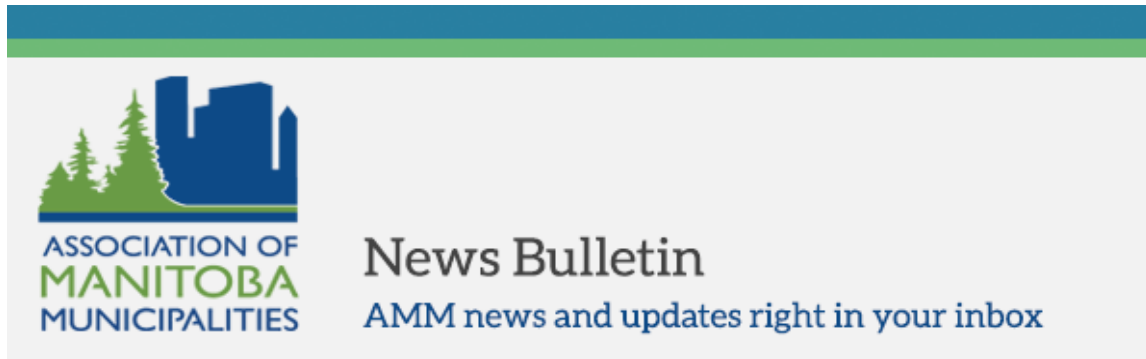 ASSOCIATION OF
MANITOBA
MUNICIPALITIES
News Bulletin
AMM news and updates right in your inbox